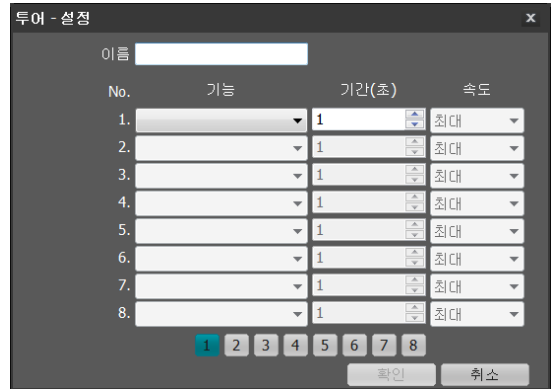 투어 - 설정 x
이름
No. 기능 기간(초) 속도
1. 1 최대
2. 1 최대
3. 1 최대
4. 1 최대
5. 1 최대
6. 1 최대
7. 1 최대
8. 1 최대
1 2 3 4 5 6 7 8
확인 취소